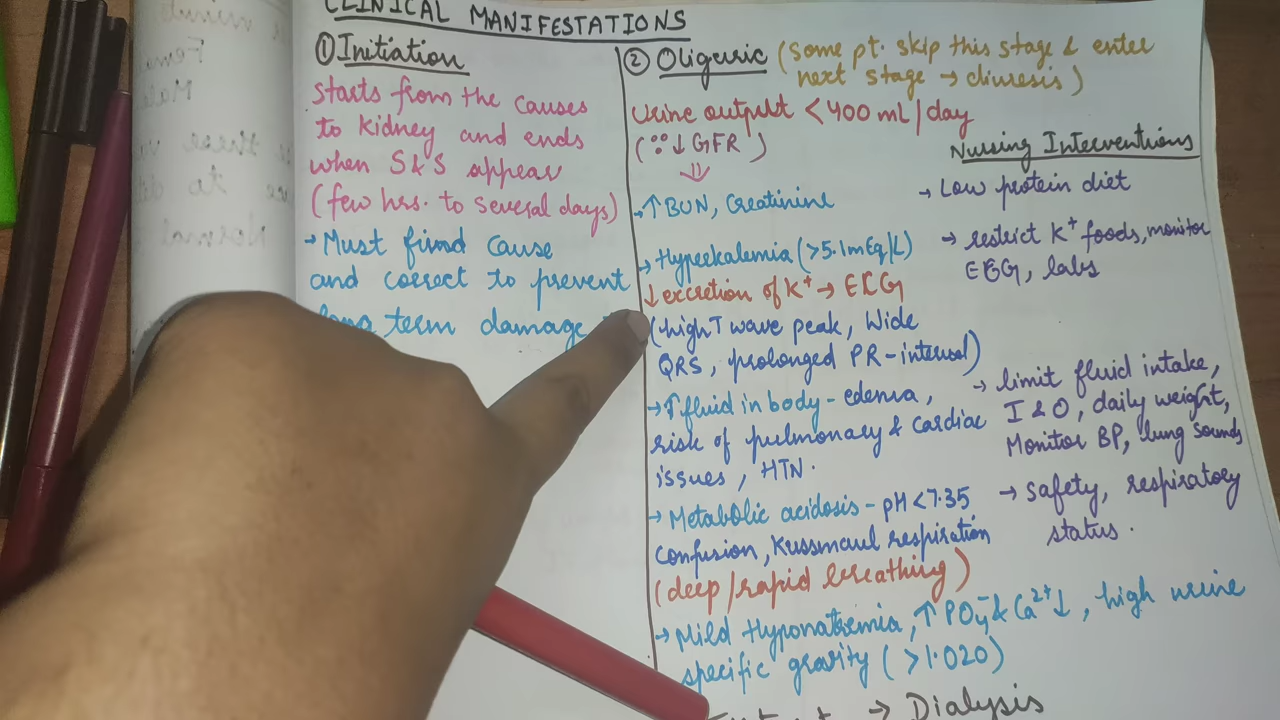 CLINICAL MANIFESTATIONS
① Initiation
starts from the causes
to kidney and ends
when S&S appear
(few hrs. to several days)
→ Must find cause
and correct to prevent
long term damage
② Oliguric (some pt. skip this stage & enter
next stage → diuresis)
Urine output <400 mL/day
(∵ ↓GFR)
⇓
→ ↑BUN, Creatinine
→ Hyperkalemia (>5.1mEq/L)
↓ excretion of K⁺ → ECG
(high T wave peak, Wide
QRS, prolonged PR-interval)
→ ↑fluid in body - edema,
risk of pulmonary & cardiac
issues, HTN.
→ Metabolic acidosis - pH <7.35
confusion, Kussmaul respiration
(deep/rapid breathing)
→ Mild Hyponatremia, ↑PO₄⁻ & Ca²⁺↓, high urine
specific gravity (>1.020)
→ Dialysis
Nursing Interventions
→ Low protein diet
→ restrict K⁺ foods, monitor
ECG, labs
→ limit fluid intake,
I & O, daily weight,
Monitor BP, lung sounds
→ Safety, respiratory
status.